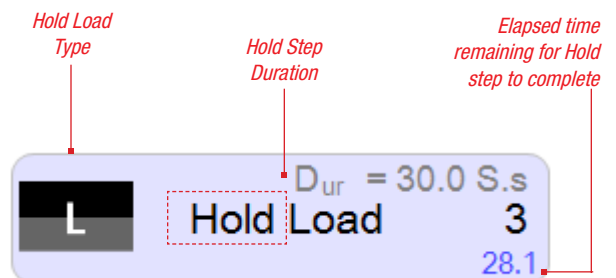 Hold Load
Type
Hold Step
Duration
Elapsed time
remaining for Hold
step to complete
Dur = 30.0 S.s
L
Hold Load 3
28.1